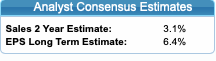 Analyst Consensus Estimates
Sales 2 Year Estimate: 3.1%
EPS Long Term Estimate: 6.4%